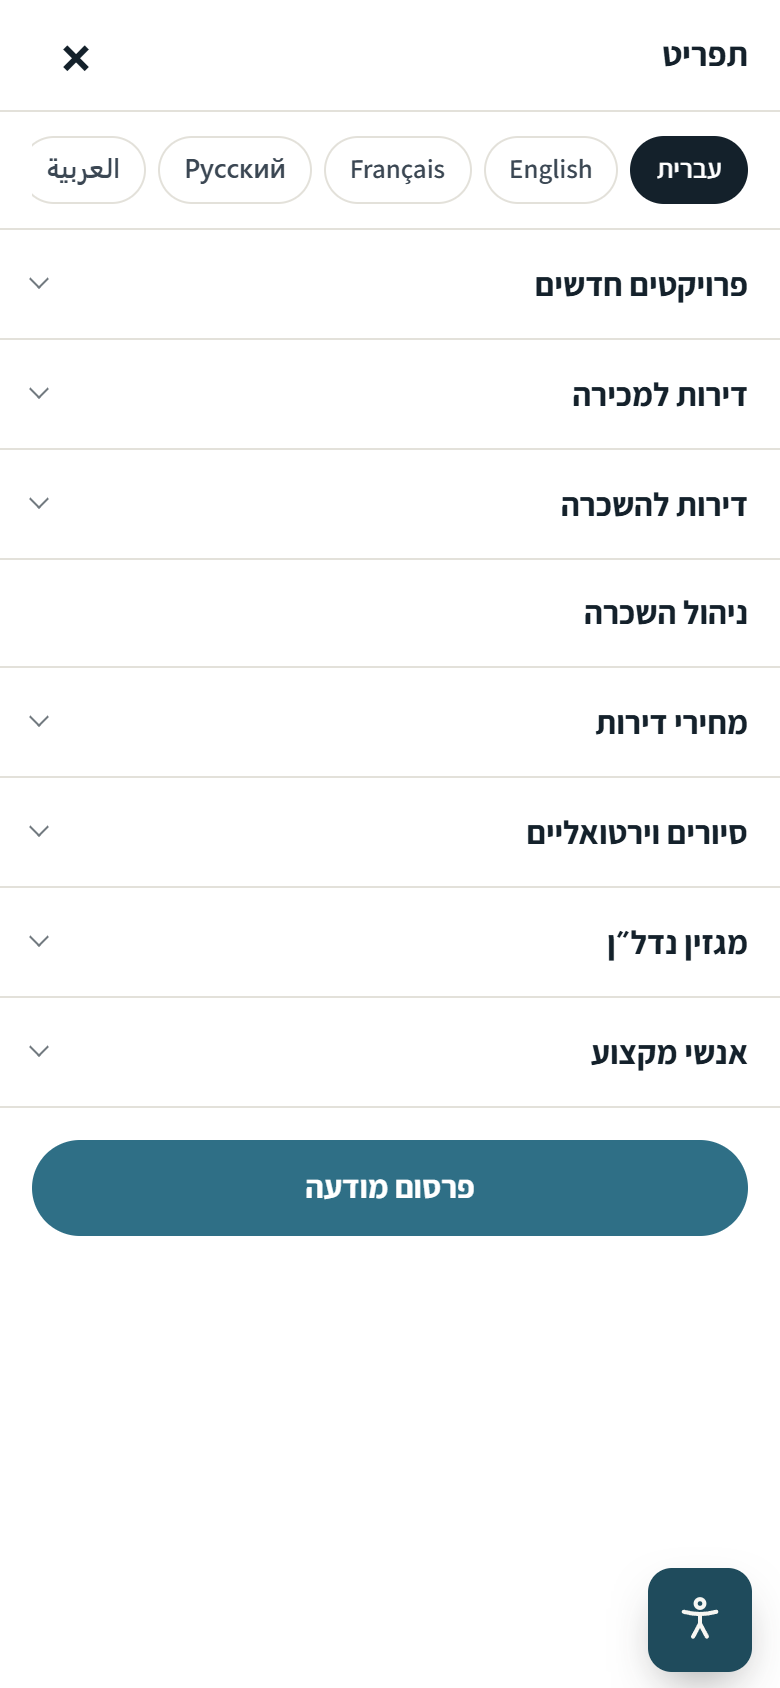 תפריט
עברית English Français Русский العربية
פרויקטים חדשים
דירות למכירה
דירות להשכרה
ניהול השכרה
מחירי דירות
סיורים וירטואליים
מגזין נדל״ן
אנשי מקצוע
פרסום מודעה